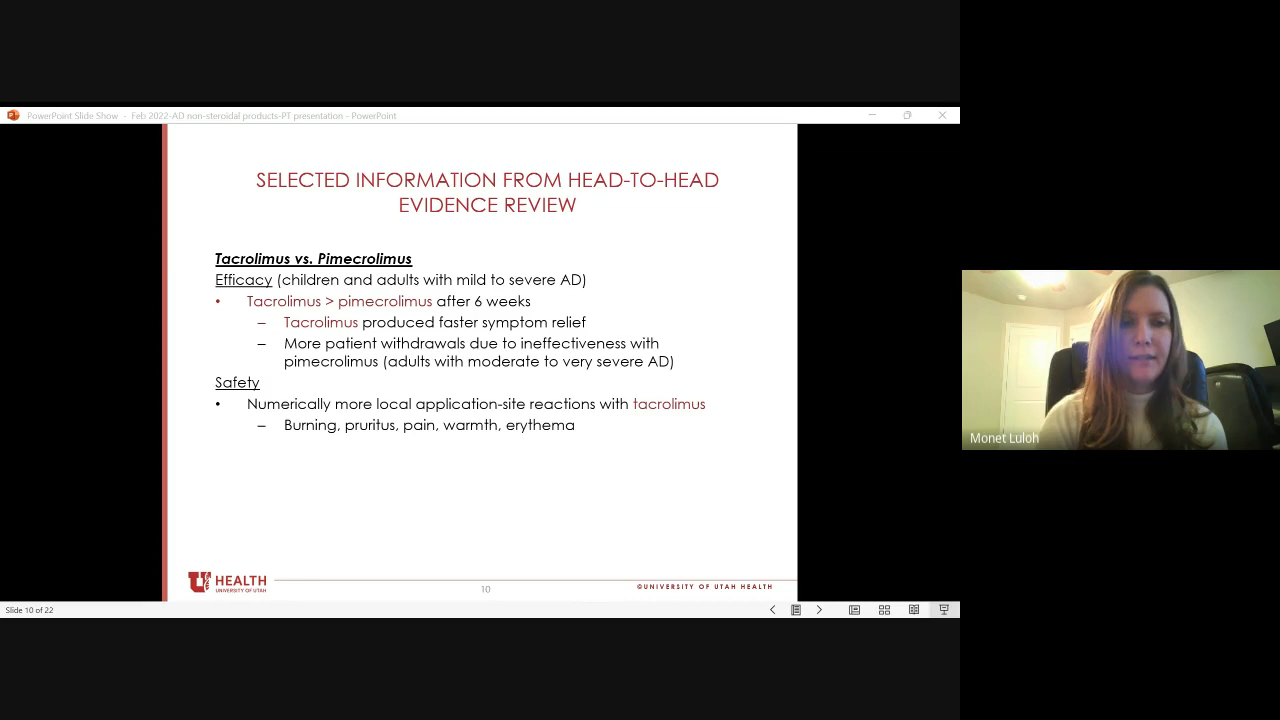 PowerPoint Slide Show - Feb 2022-AD non-steroidal products-PT presentation - PowerPoint
SELECTED INFORMATION FROM HEAD-TO-HEAD
EVIDENCE REVIEW
Tacrolimus vs. Pimecrolimus
Efficacy (children and adults with mild to severe AD)
• Tacrolimus > pimecrolimus after 6 weeks
– Tacrolimus produced faster symptom relief
– More patient withdrawals due to ineffectiveness with
pimecrolimus (adults with moderate to very severe AD)
Safety
• Numerically more local application-site reactions with tacrolimus
– Burning, pruritus, pain, warmth, erythema
Monet Luloh
U HEALTH
UNIVERSITY OF UTAH
10
©UNIVERSITY OF UTAH HEALTH
Slide 10 of 22